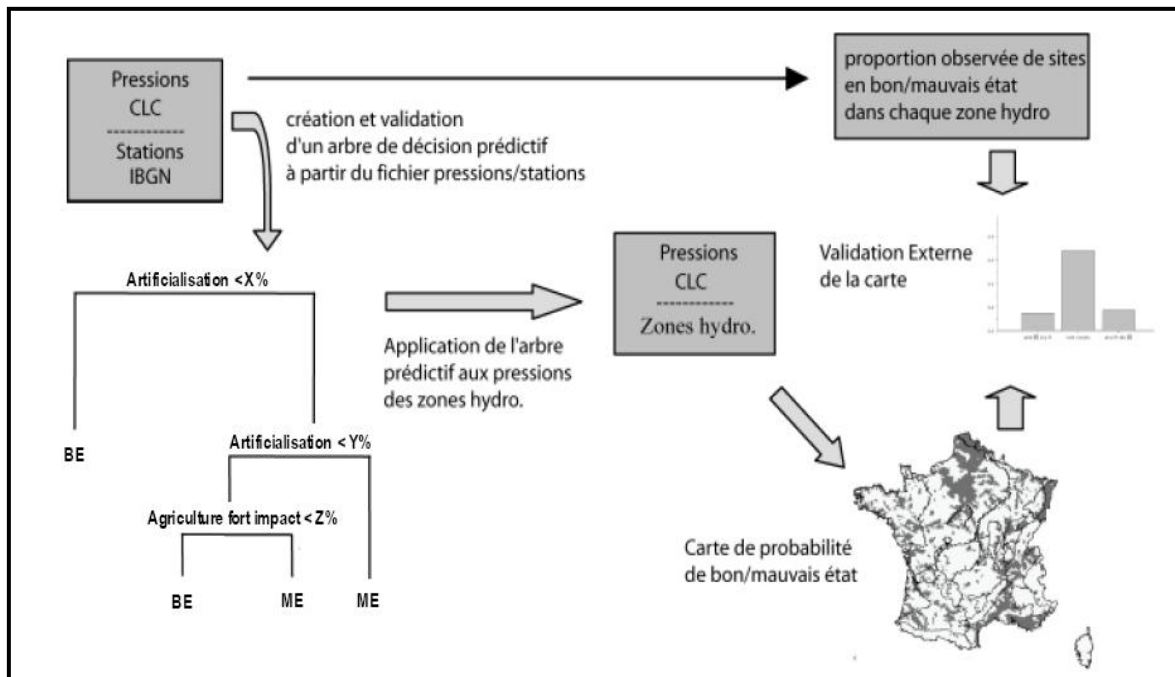 Pressions
CLC
------------
Stations
IBGN
création et validation
d'un arbre de décision prédictif
à partir du fichier pressions/stations
proportion observée de sites
en bon/mauvais état
dans chaque zone hydro
Artificialisation <X%
BE
Artificialisation <Y%
Agriculture fort impact <Z%
BE
ME
ME
Application de l'arbre
prédictif aux pressions
des zones hydro.
Pressions
CLC
------------
Zones hydro.
Validation Externe
de la carte
Carte de probabilité
de bon/mauvais état